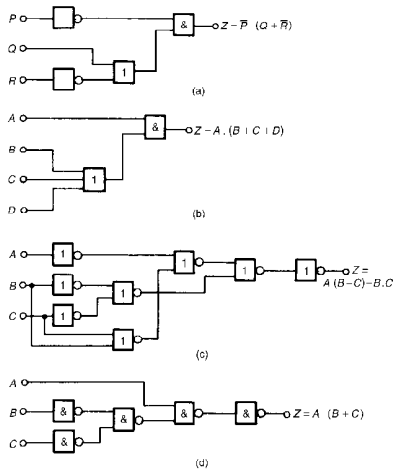 P & Z–P̅ (Q+R̅)
Q
R 1
(a)
A & Z–A.(B+C+D)
B
C 1
D
(b)
A 1 1 1 1 Z=
B 1 1 A(B–C)–B.C
C 1 1
(c)
A
B & & & & Z=A (B+C)
C &
(d)